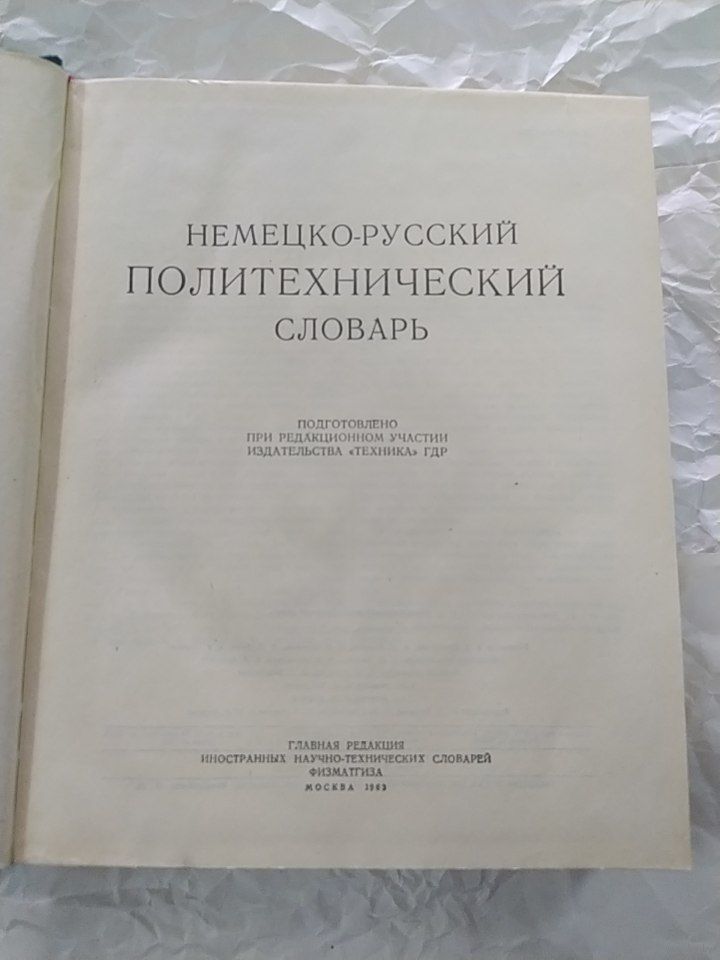 НЕМЕЦКО-РУССКИЙ
ПОЛИТЕХНИЧЕСКИЙ
СЛОВАРЬ
ПОДГОТОВЛЕНО
ПРИ РЕДАКЦИОННОМ УЧАСТИИ
ИЗДАТЕЛЬСТВА «ТЕХНИКА» ГДР
ГЛАВНАЯ РЕДАКЦИЯ
ИНОСТРАННЫХ НАУЧНО-ТЕХНИЧЕСКИХ СЛОВАРЕЙ
ФИЗМАТГИЗА
МОСКВА 1963